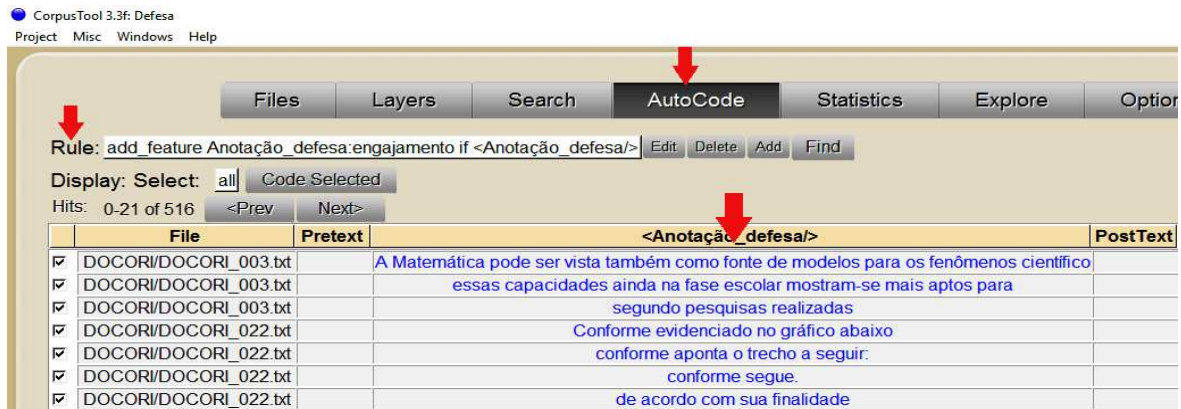 CorpusTool 3.3f: Defesa
Project Misc Windows Help
Files Layers Search AutoCode Statistics Explore Option
Rule: add_feature Anotação_defesa:engajamento if <Anotação_defesa/> Edit Delete Add Find
Display: Select: all Code Selected
Hits: 0-21 of 516 <Prev Next>
File Pretext <Anotação_defesa/> PostText
DOCORI/DOCORI_003.txt A Matemática pode ser vista também como fonte de modelos para os fenômenos científico
DOCORI/DOCORI_003.txt essas capacidades ainda na fase escolar mostram-se mais aptos para
DOCORI/DOCORI_003.txt segundo pesquisas realizadas
DOCORI/DOCORI_022.txt Conforme evidenciado no gráfico abaixo
DOCORI/DOCORI_022.txt conforme aponta o trecho a seguir:
DOCORI/DOCORI_022.txt conforme segue.
DOCORI/DOCORI_022.txt de acordo com sua finalidade